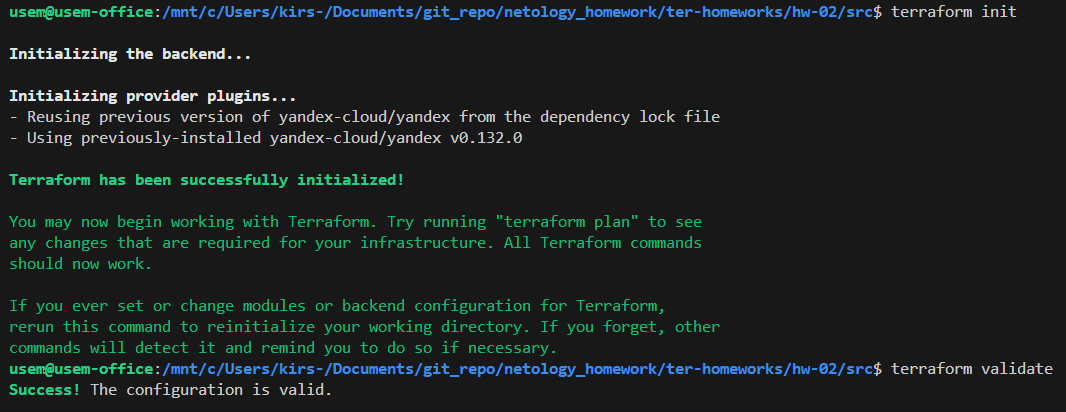 usem@usem-office:/mnt/c/Users/kirs-/Documents/git_repo/netology_homework/ter-homeworks/hw-02/src$ terraform init
Initializing the backend...
Initializing provider plugins...
- Reusing previous version of yandex-cloud/yandex from the dependency lock file
- Using previously-installed yandex-cloud/yandex v0.132.0
Terraform has been successfully initialized!
You may now begin working with Terraform. Try running "terraform plan" to see
any changes that are required for your infrastructure. All Terraform commands
should now work.
If you ever set or change modules or backend configuration for Terraform,
rerun this command to reinitialize your working directory. If you forget, other
commands will detect it and remind you to do so if necessary.
usem@usem-office:/mnt/c/Users/kirs-/Documents/git_repo/netology_homework/ter-homeworks/hw-02/src$ terraform validate
Success! The configuration is valid.